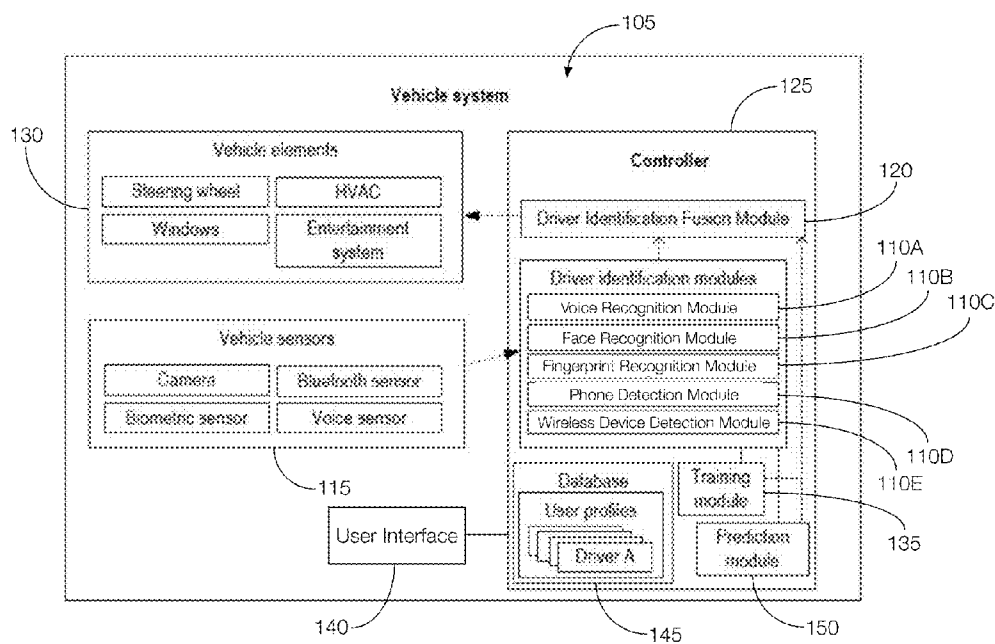 105
Vehicle system
125
130
Vehicle elements
Steering wheel
HVAC
Windows
Entertainment
system
Controller
120
Driver Identification Fusion Module
110A
Driver identification modules
110B
Voice Recognition Module
110C
Face Recognition Module
Fingerprint Recognition Module
Phone Detection Module
Wireless Device Detection Module
Vehicle sensors
Camera
Bluetooth sensor
Biometric sensor
Voice sensor
110D
110E
115
Database
User profiles
Driver A
Training
module
135
User Interface
Prediction
module
140
145
150